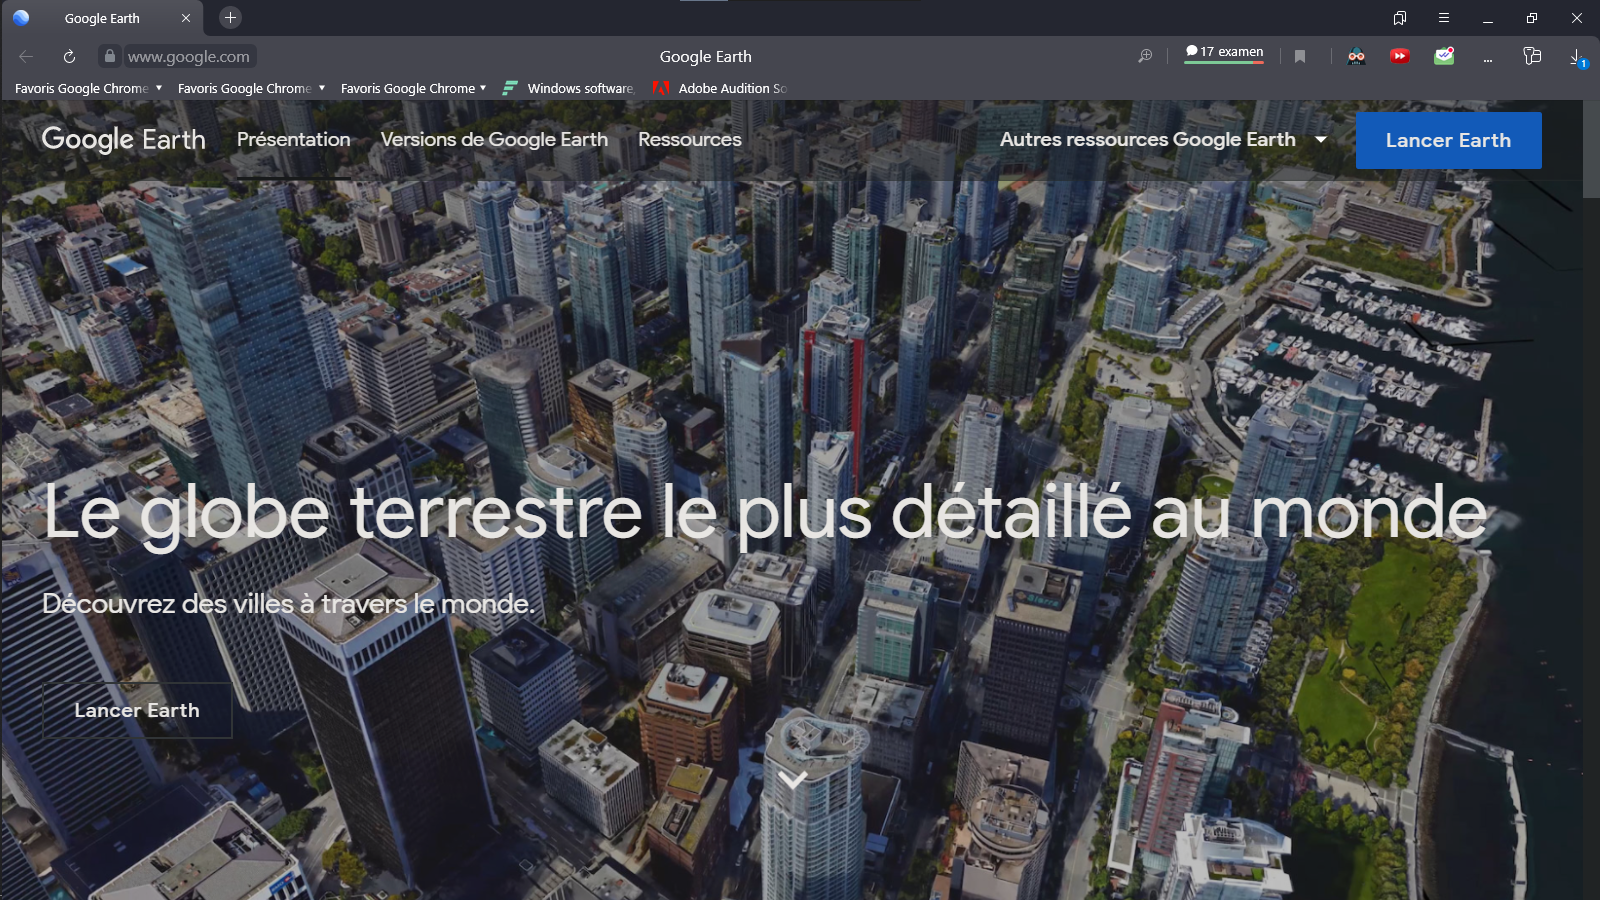 Google Earth
www.google.com
Google Earth
17 examen
Favoris Google Chrome
Favoris Google Chrome
Favoris Google Chrome
Windows software,
Adobe Audition So
1
Google Earth
Présentation
Versions de Google Earth
Ressources
Autres ressources Google Earth
Lancer Earth
Le globe terrestre le plus détaillé au monde
Découvrez des villes à travers le monde.
Lancer Earth